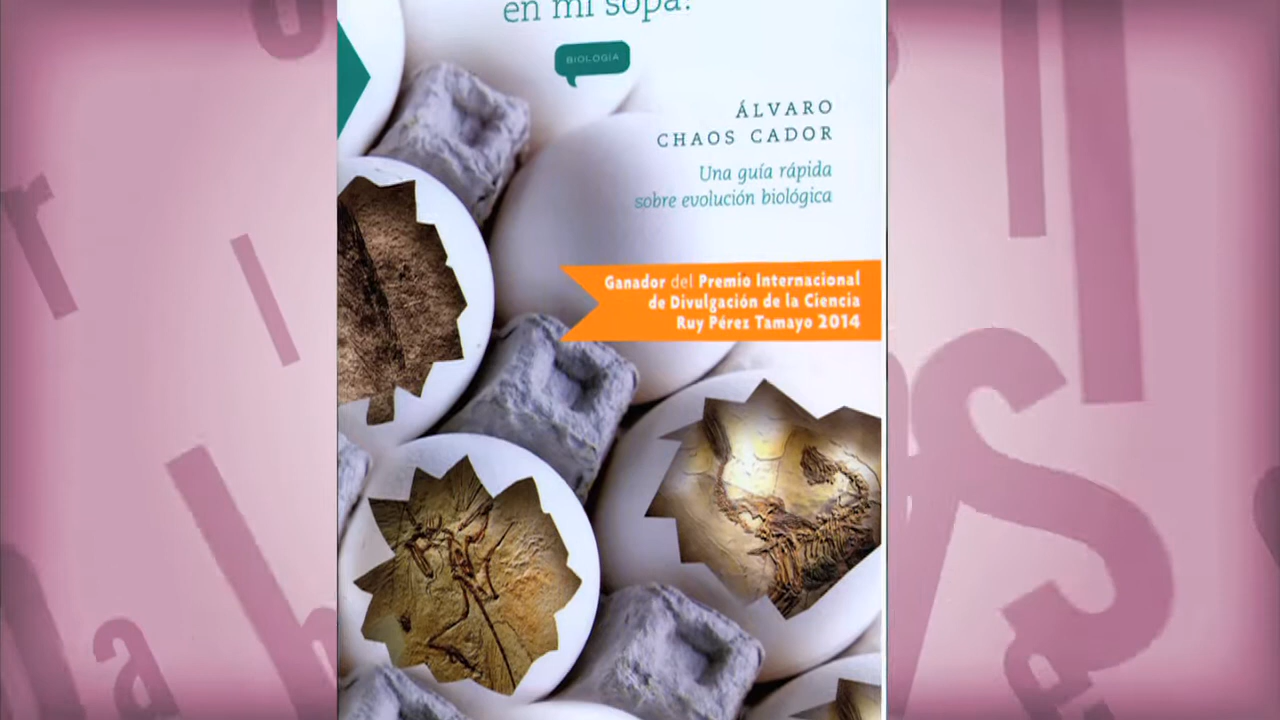 en mi sopa?
BIOLOGÍA
ÁLVARO
CHAOS CADOR
Una guía rápida
sobre evolución biológica
Ganador del Premio Internacional
de Divulgación de la Ciencia
Ruy Pérez Tamayo 2014